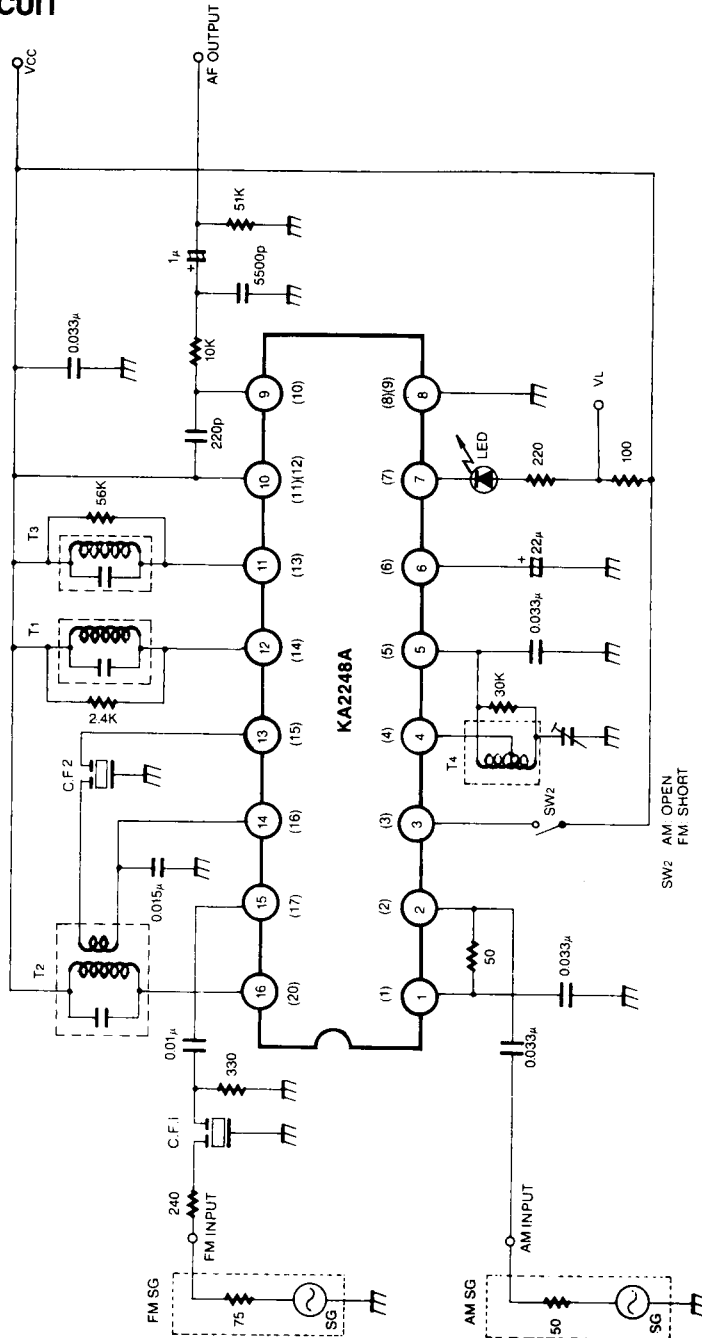 cuit
VCC
AF OUTPUT
51K
1μ
+
5500p
0.033μ
10K
220p
T3
56K
T1
2.4K
C.F.2
0.015μ
T2
0.01μ
330
C.F.1
240
FM INPUT
FM SG
75
SG
16
15
14
13
12
11
10
9
(20)
(17)
(16)
(15)
(14)
(13)
(11)(12)
(10)
KA2248A
(1)
(2)
(3)
(4)
(5)
(6)
(7)
(8)(9)
1
2
3
4
5
6
7
8
50
0.033μ
0.033μ
AM INPUT
AM SG
50
SG
SW2
SW2 AM: OPEN
FM: SHORT
T4
30K
0.033μ
+
22μ
LED
220
VL
100